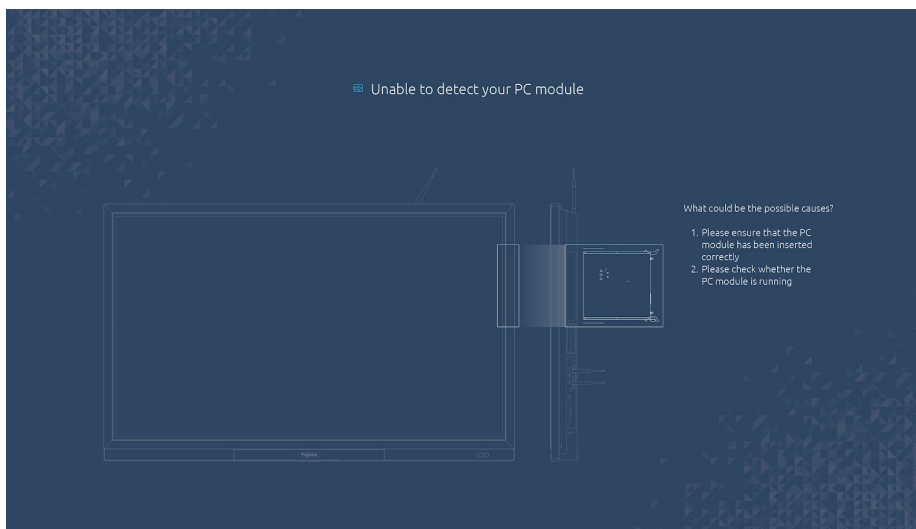 Unable to detect your PC module
What could be the possible causes?
1. Please ensure that the PC
module has been inserted
correctly
2. Please check whether the
PC module is running